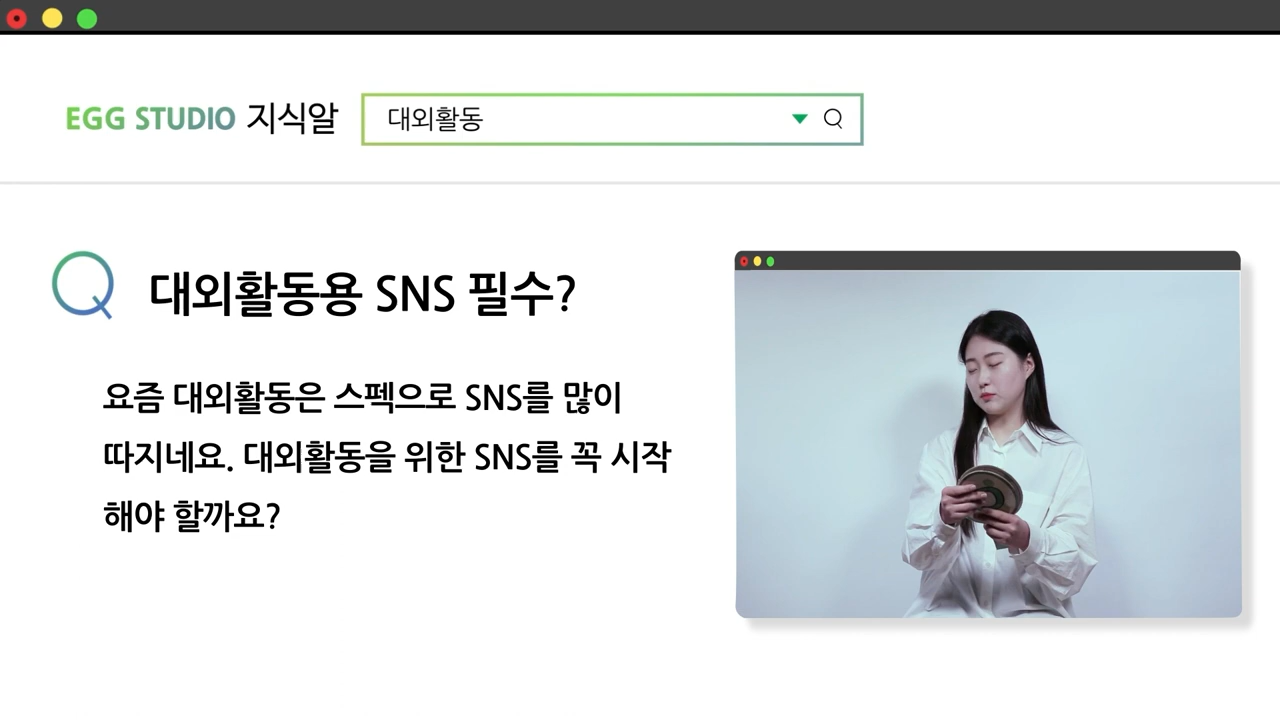 EGG STUDIO 지식알
대외활동
Q 대외활동용 SNS 필수?
요즘 대외활동은 스펙으로 SNS를 많이
따지네요. 대외활동을 위한 SNS를 꼭 시작
해야 할까요?